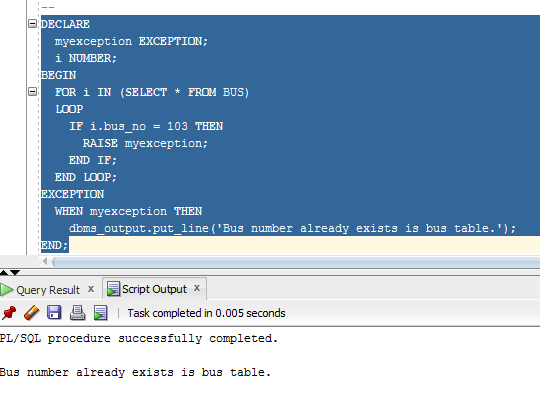 --
DECLARE
myexception EXCEPTION;
i NUMBER;
BEGIN
FOR i IN (SELECT * FROM BUS)
LOOP
IF i.bus_no = 103 THEN
RAISE myexception;
END IF;
END LOOP;
EXCEPTION
WHEN myexception THEN
dbms_output.put_line('Bus number already exists is bus table.');
END;
Query Result x Script Output x
Task completed in 0.005 seconds
PL/SQL procedure successfully completed.
Bus number already exists is bus table.